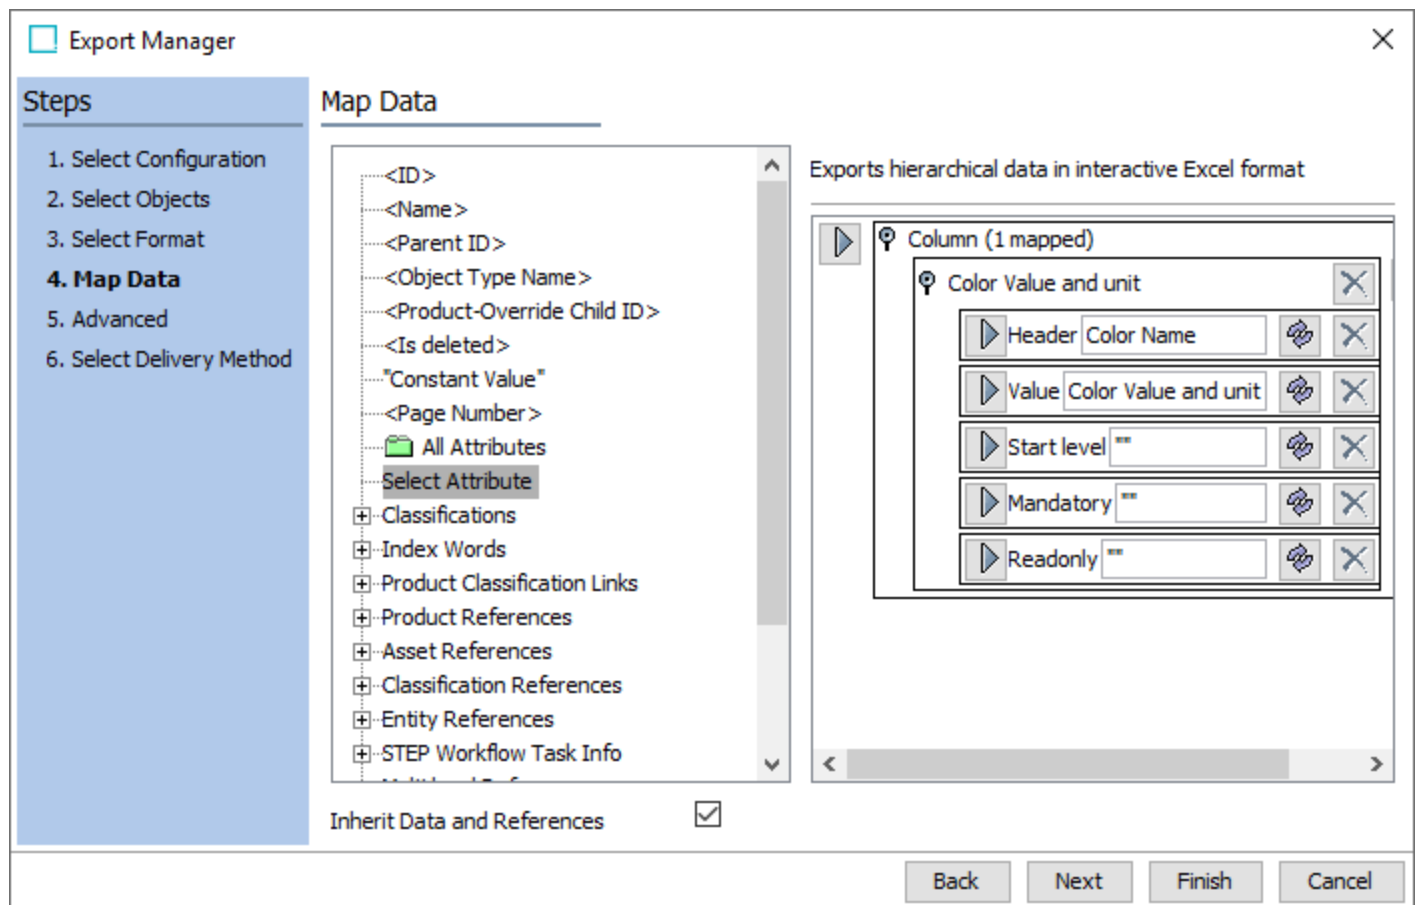 Export Manager
Steps
1. Select Configuration
2. Select Objects
3. Select Format
4. Map Data
5. Advanced
6. Select Delivery Method
Map Data
<ID>
<Name>
<Parent ID>
<Object Type Name>
<Product-Override Child ID>
<Is deleted>
"Constant Value"
<Page Number>
All Attributes
Select Attribute
Classifications
Index Words
Product Classification Links
Product References
Asset References
Classification References
Entity References
STEP Workflow Task Info
Inherit Data and References
Exports hierarchical data in interactive Excel format
Column (1 mapped)
Color Value and unit
Header Color Name
Value Color Value and unit
Start level ""
Mandatory ""
Readonly ""
Back Next Finish Cancel